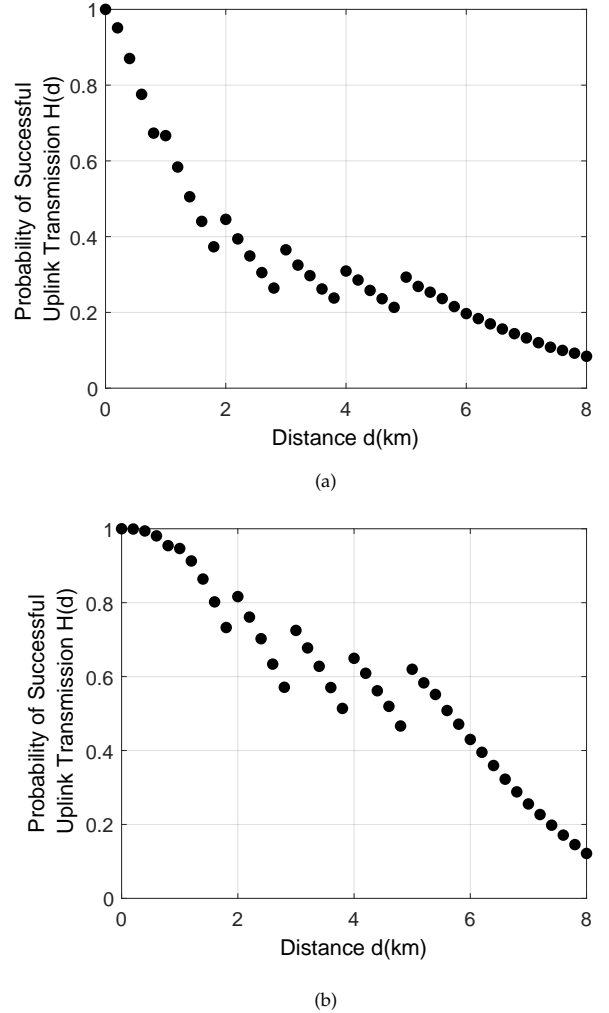 1
0.8
0.6
0.4
0.2
0
0 2 4 6 8
Probability of Successful
Uplink Transmission H(d)
Distance d(km)
(a)
1
0.8
0.6
0.4
0.2
0
0 2 4 6 8
Probability of Successful
Uplink Transmission H(d)
Distance d(km)
(b)